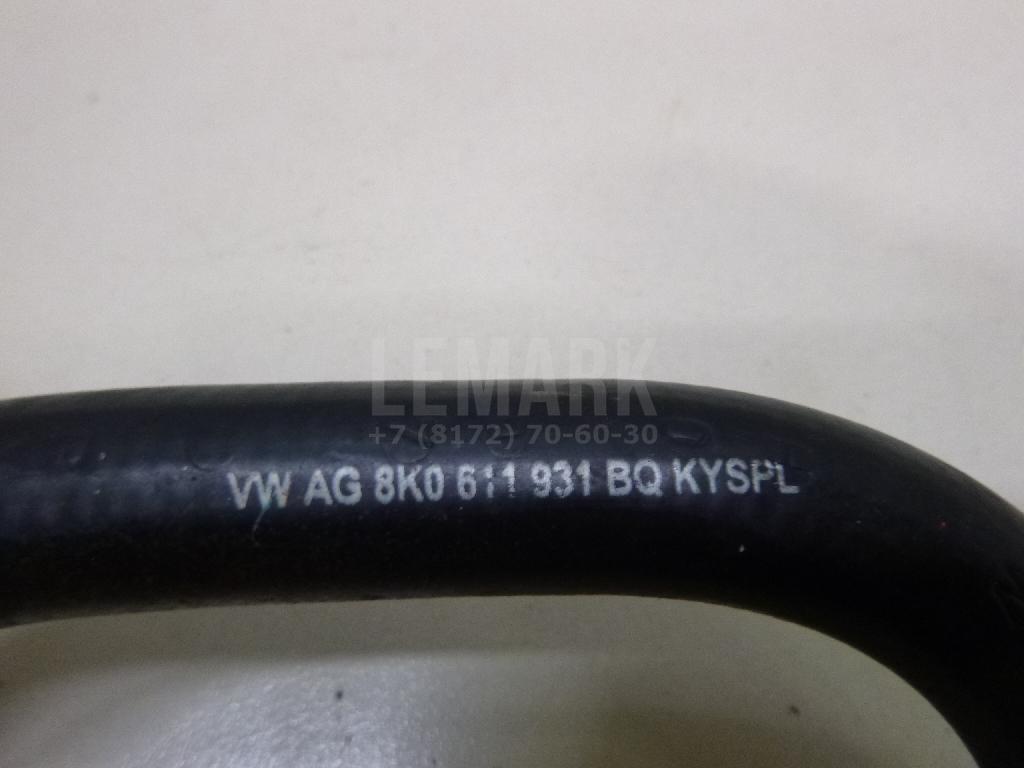 LEMARK
+7 (8172) 70-60-30
VW AG 8K0 611 931 BQ KYSPL